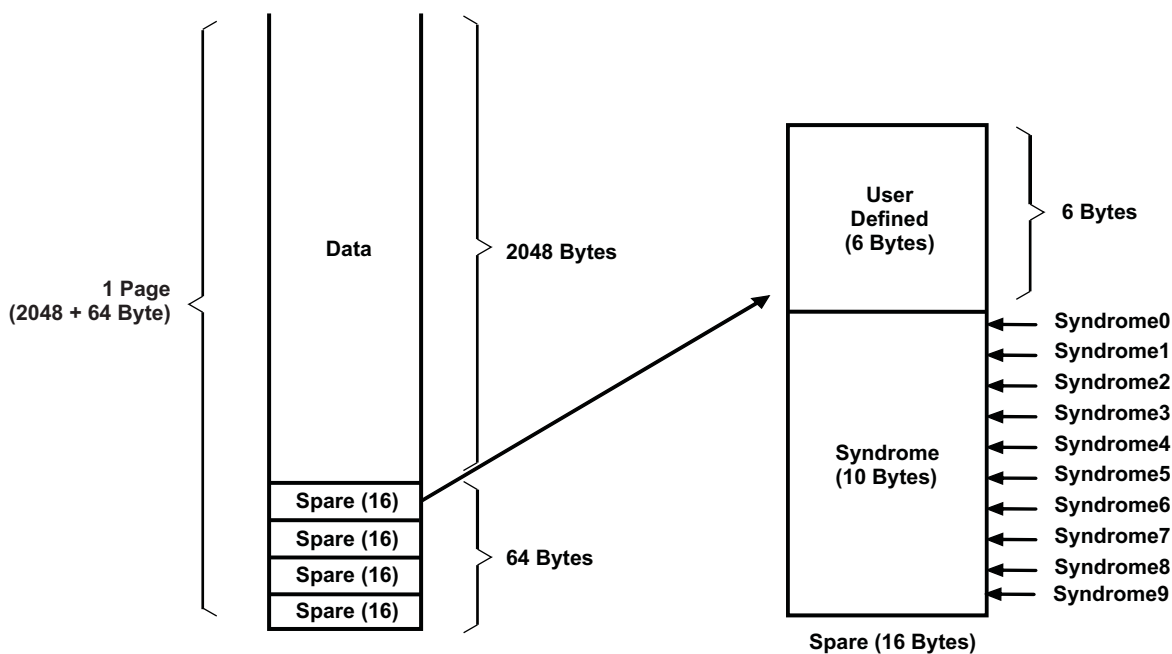 1 Page
(2048 + 64 Byte)
Data
2048 Bytes
Spare (16)
Spare (16)
Spare (16)
Spare (16)
64 Bytes
User
Defined
(6 Bytes)
6 Bytes
Syndrome
(10 Bytes)
Syndrome0
Syndrome1
Syndrome2
Syndrome3
Syndrome4
Syndrome5
Syndrome6
Syndrome7
Syndrome8
Syndrome9
Spare (16 Bytes)